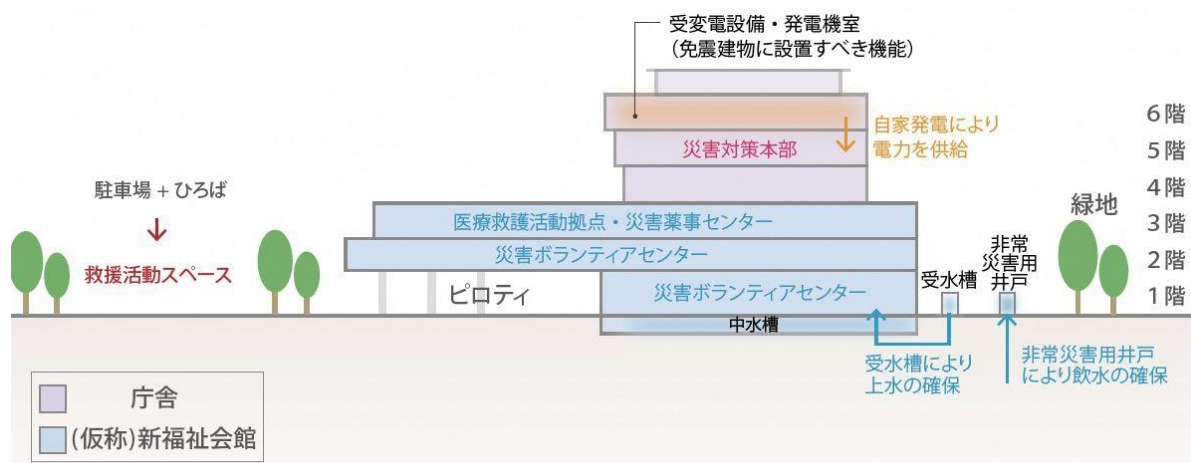 受変電設備・発電機室
(免震建物に設置すべき機能)
6階
自家発電により
電力を供給
災害対策本部
5階
4階
駐車場 + ひろば
緑地
医療救護活動拠点・災害薬事センター
3階
救援活動スペース
災害ボランティアセンター
2階
非常
災害用
井戸
受水槽
ピロティ
災害ボランティアセンター
1階
中水槽
受水槽により
上水の確保
非常災害用井戸
により飲水の確保
庁舎
(仮称)新福祉会館